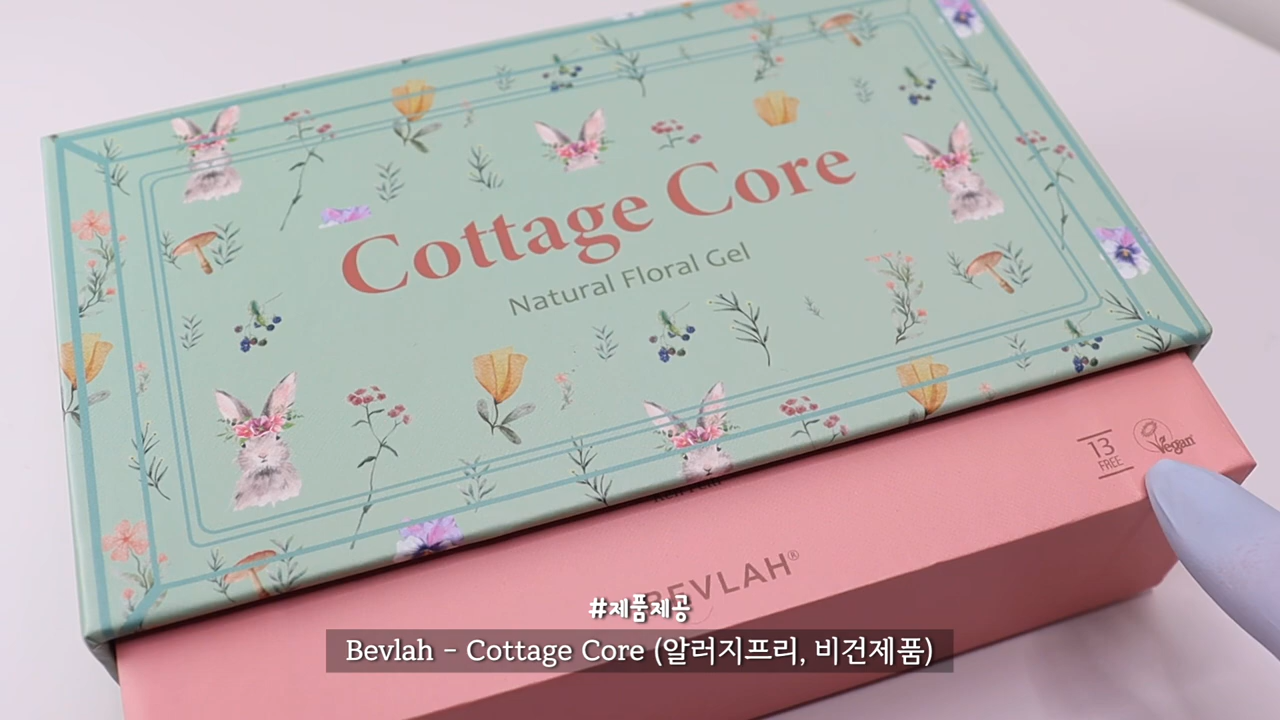 Cottage Core
Natural Floral Gel
13
FREE
Vegan
BEVLAH®
#제품제공
Bevlah - Cottage Core (알러지프리, 비건제품)